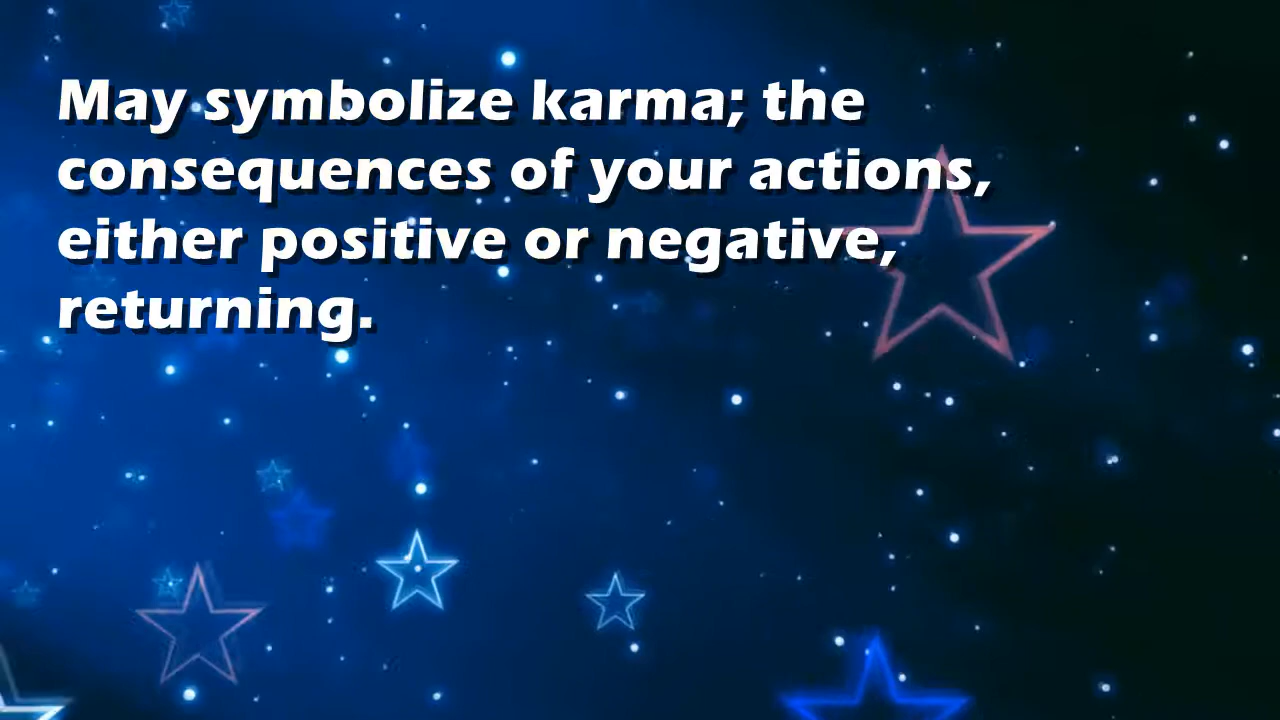 May symbolize karma; the
consequences of your actions,
either positive or negative,
returning.